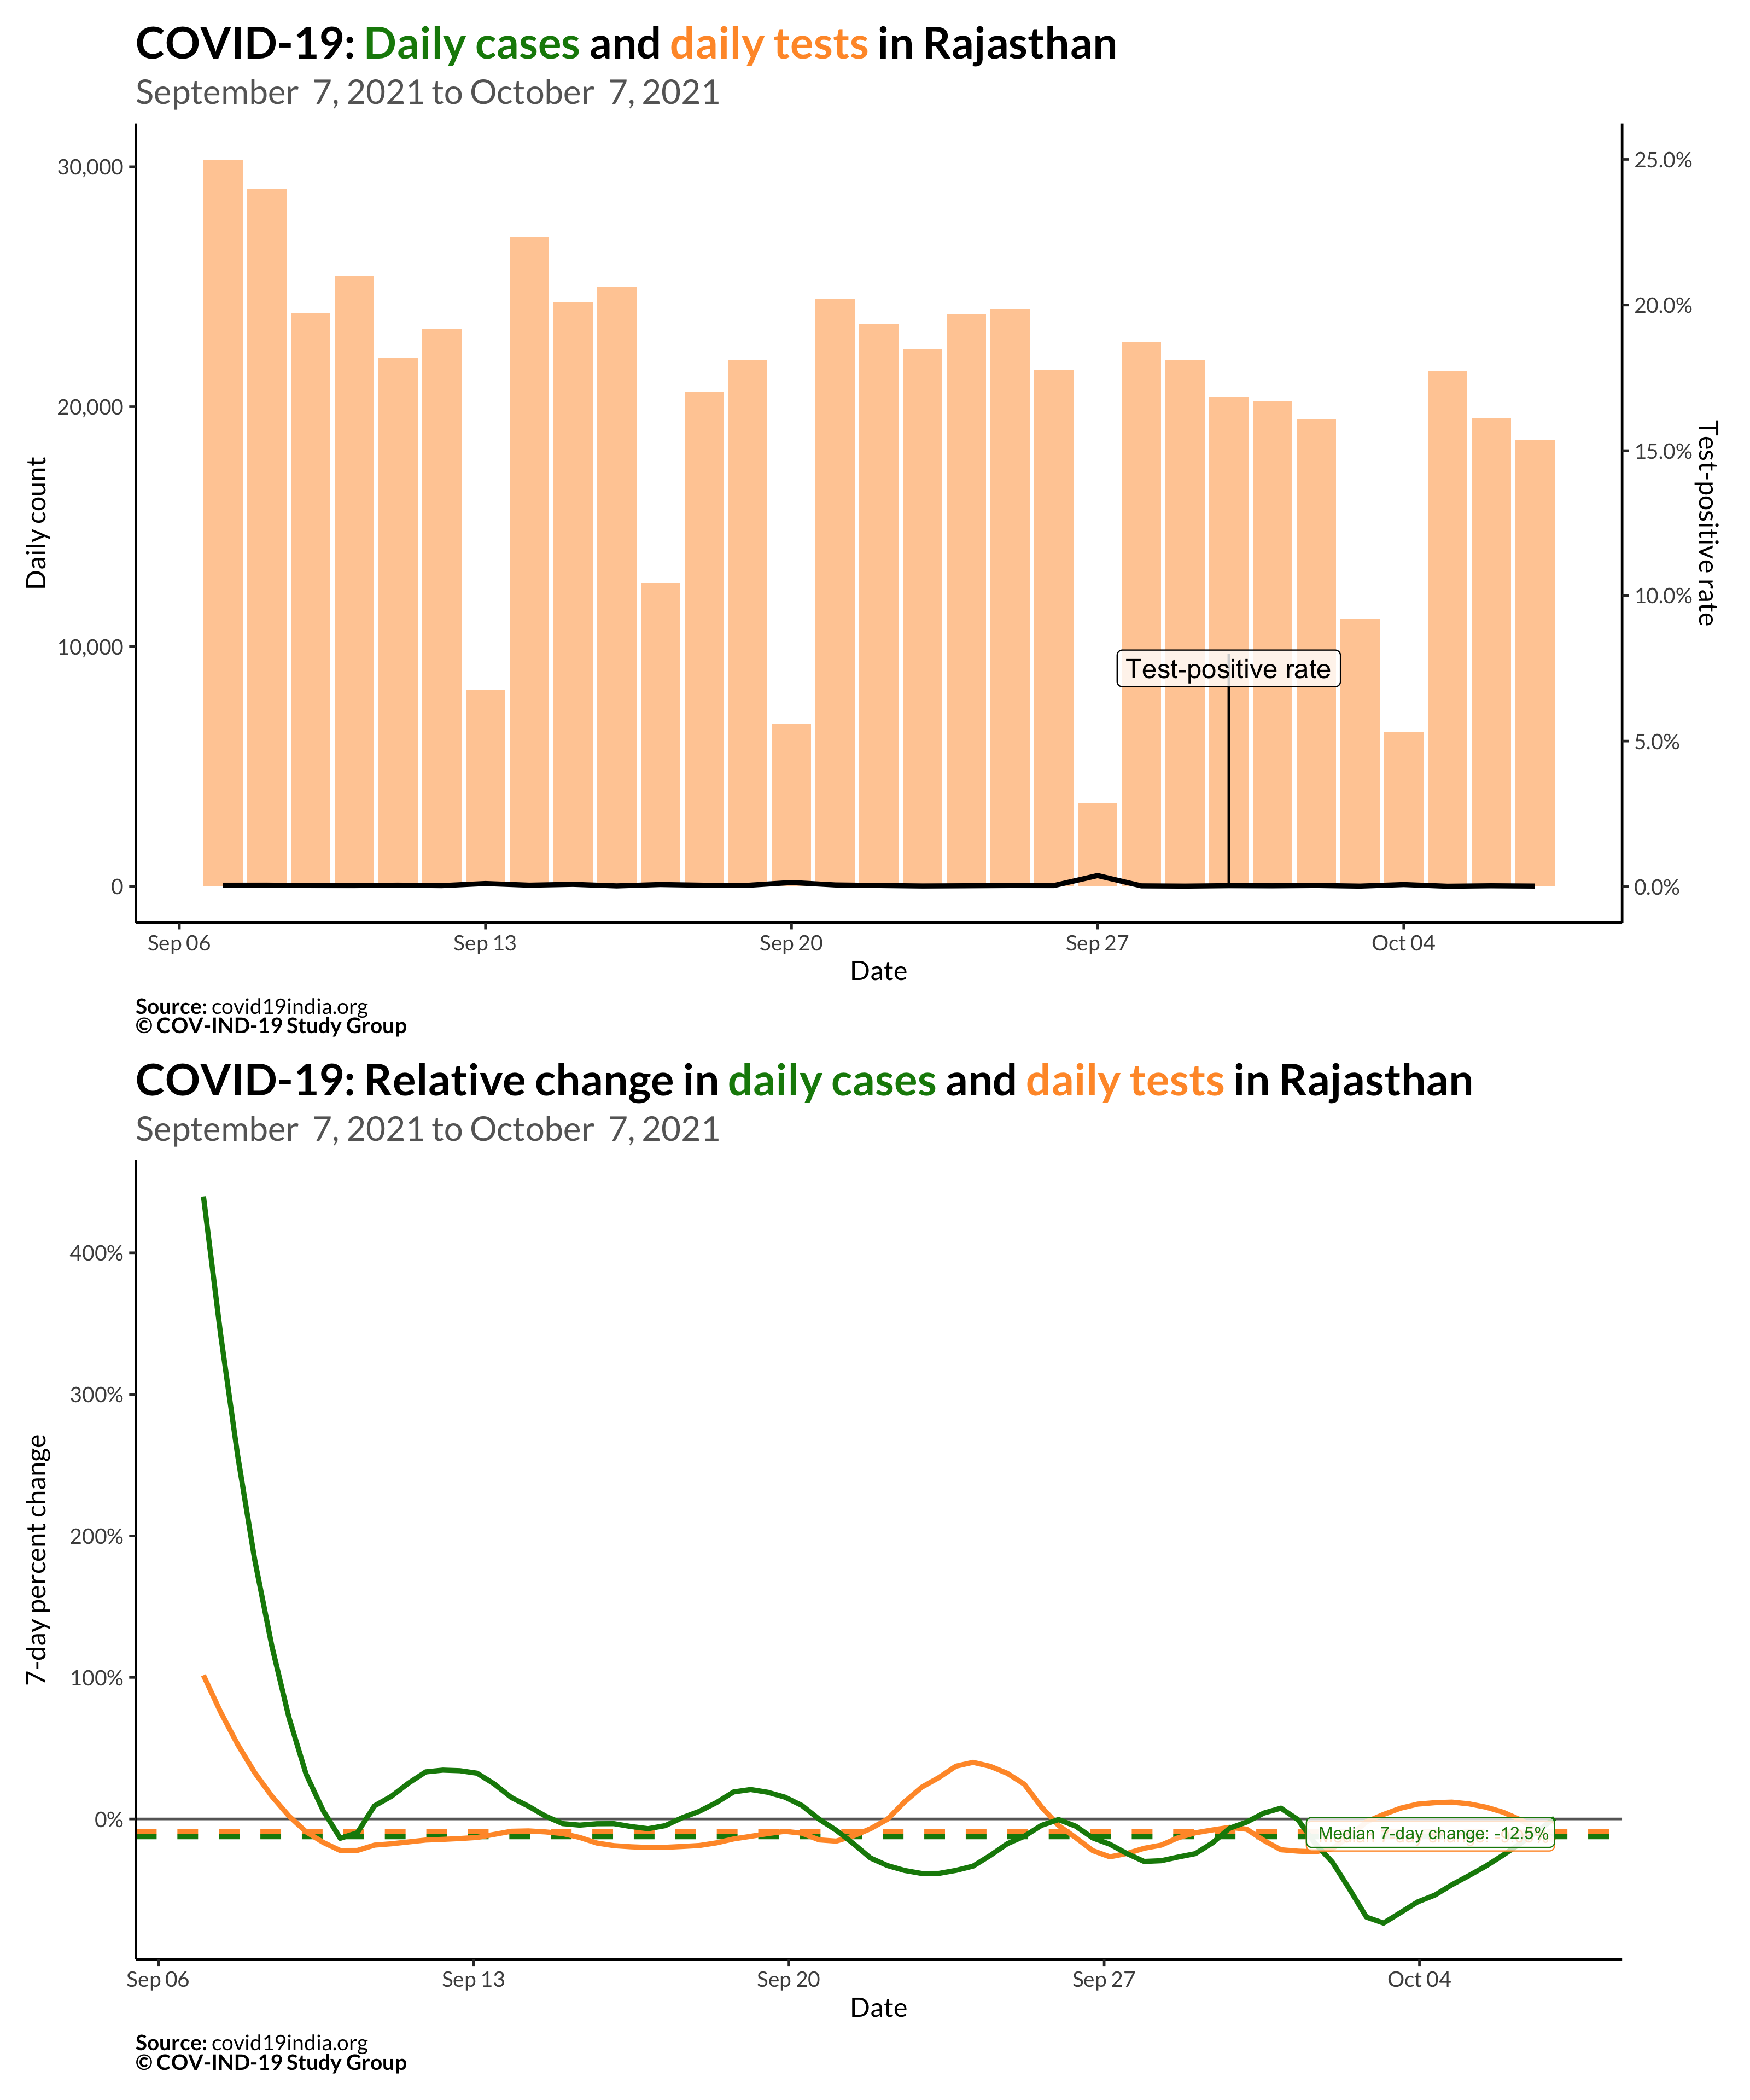 COVID-19: Daily cases and daily tests in Rajasthan
September 7, 2021 to October 7, 2021
30,000
20,000
10,000
0
Daily count
25.0%
20.0%
15.0%
10.0%
5.0%
0.0%
Test-positive rate
Test-positive rate
Sep 06
Sep 13
Sep 20
Sep 27
Oct 04
Date
Source: covid19india.org
© COV-IND-19 Study Group
COVID-19: Relative change in daily cases and daily tests in Rajasthan
September 7, 2021 to October 7, 2021
400%
300%
200%
100%
0%
7-day percent change
Median 7-day change: -12.5%
Sep 06
Sep 13
Sep 20
Sep 27
Oct 04
Date
Source: covid19india.org
© COV-IND-19 Study Group